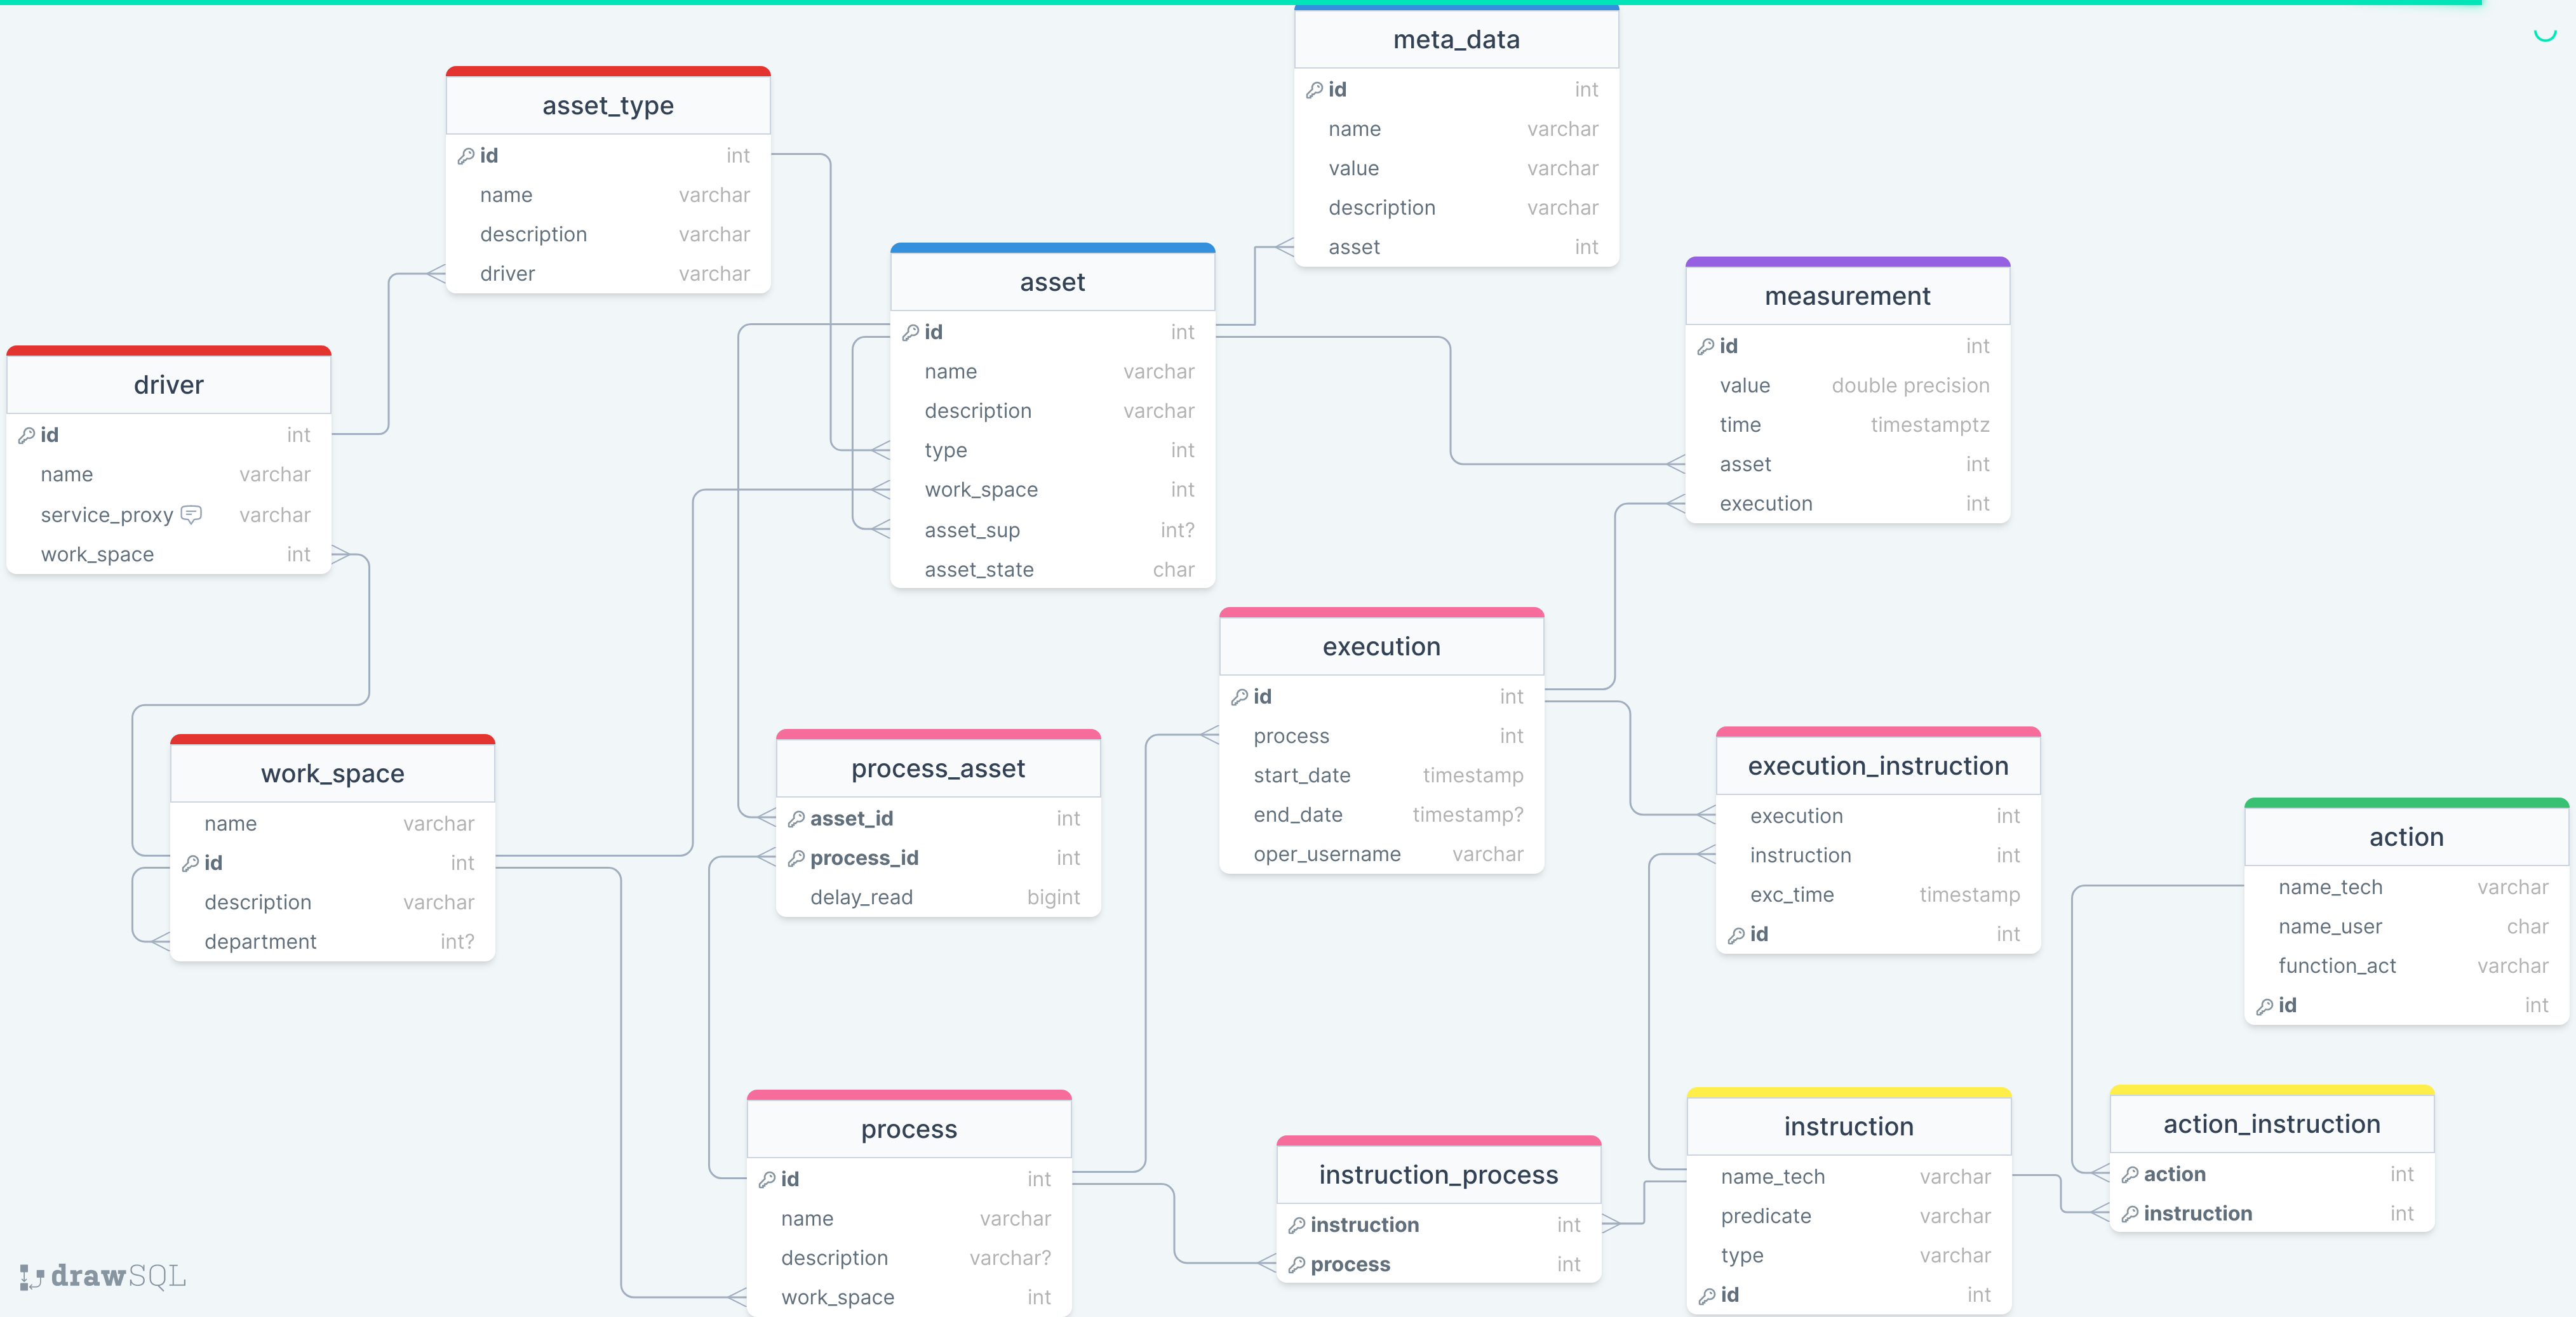 meta_data
id int
name varchar
value varchar
description varchar
asset int
asset_type
id int
name varchar
description varchar
driver varchar
asset
id int
name varchar
description varchar
type int
work_space int
asset_sup int?
asset_state char
measurement
id int
value double precision
time timestamptz
asset int
execution int
driver
id int
name varchar
service_proxy varchar
work_space int
execution
id int
process int
start_date timestamp
end_date timestamp?
oper_username varchar
work_space
name varchar
id int
description varchar
department int?
process_asset
asset_id int
process_id int
delay_read bigint
execution_instruction
execution int
instruction int
exc_time timestamp
id int
action
name_tech varchar
name_user char
function_act varchar
id int
process
id int
name varchar
description varchar?
work_space int
instruction_process
instruction int
process int
instruction
name_tech varchar
predicate varchar
type varchar
id int
action_instruction
action int
instruction int
drawSQL